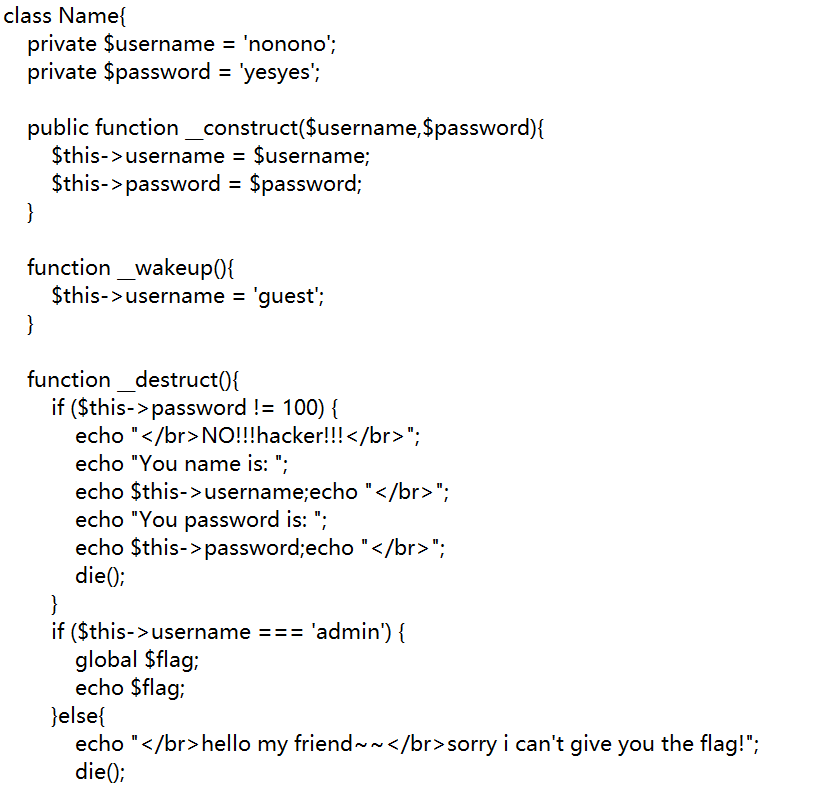 class Name{
    private $username = 'nonono';
    private $password = 'yesyes';

    public function __construct($username,$password){
        $this->username = $username;
        $this->password = $password;
    }

    function __wakeup(){
        $this->username = 'guest';
    }

    function __destruct(){
        if ($this->password != 100) {
            echo "</br>NO!!!hacker!!!</br>";
            echo "You name is: ";
            echo $this->username;echo "</br>";
            echo "You password is: ";
            echo $this->password;echo "</br>";
            die();
        }
        if ($this->username === 'admin') {
            global $flag;
            echo $flag;
        }else{
            echo "</br>hello my friend~~</br>sorry i can't give you the flag!";
            die();